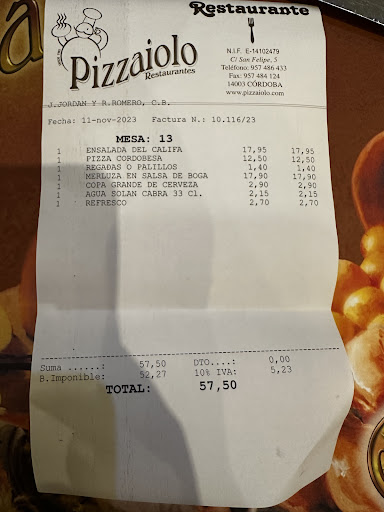 Restaurante
Pizzaiolo
Restaurantes
N.I.F. E-14102479
C/ San Felipe, 5
Teléfono: 957 486 433
Fax: 957 484 124
14003 CÓRDOBA
www.pizzaiolo.com
J.JORDAN Y R.ROMERO, C.B.
Fecha: 11-nov-2023 Factura N.: 10.116/23
MESA: 13
1 ENSALADA DEL CALIFA 17,95 17,95
1 PIZZA CORDOBESA 12,50 12,50
1 REGAÑAS O PALILLOS 1,40 1,40
1 MERLUZA EN SALSA DE BOGA 17,90 17,90
1 COPA GRANDE DE CERVEZA 2,90 2,90
1 AGUA SOLAN CABRA 33 Cl. 2,15 2,15
1 REFRESCO 2,70 2,70
Suma ......: 57,50 DTO....: 0,00
B.Imponible: 52,27 10% IVA: 5,23
TOTAL: 57,50